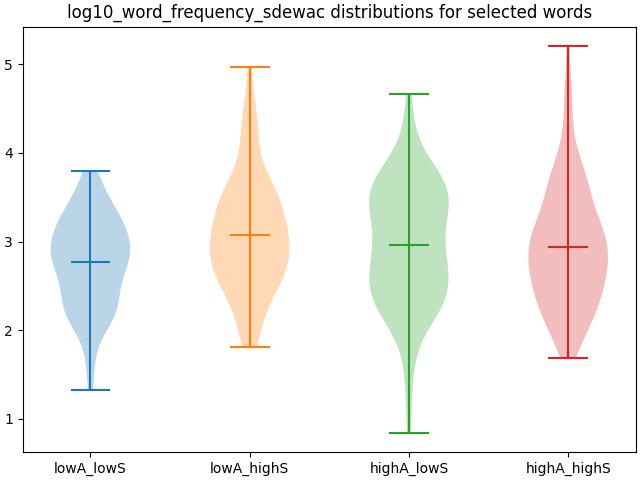 log10_word_frequency_sdewac distributions for selected words
5
4
3
2
1
lowA_lowS
lowA_highS
highA_lowS
highA_highS